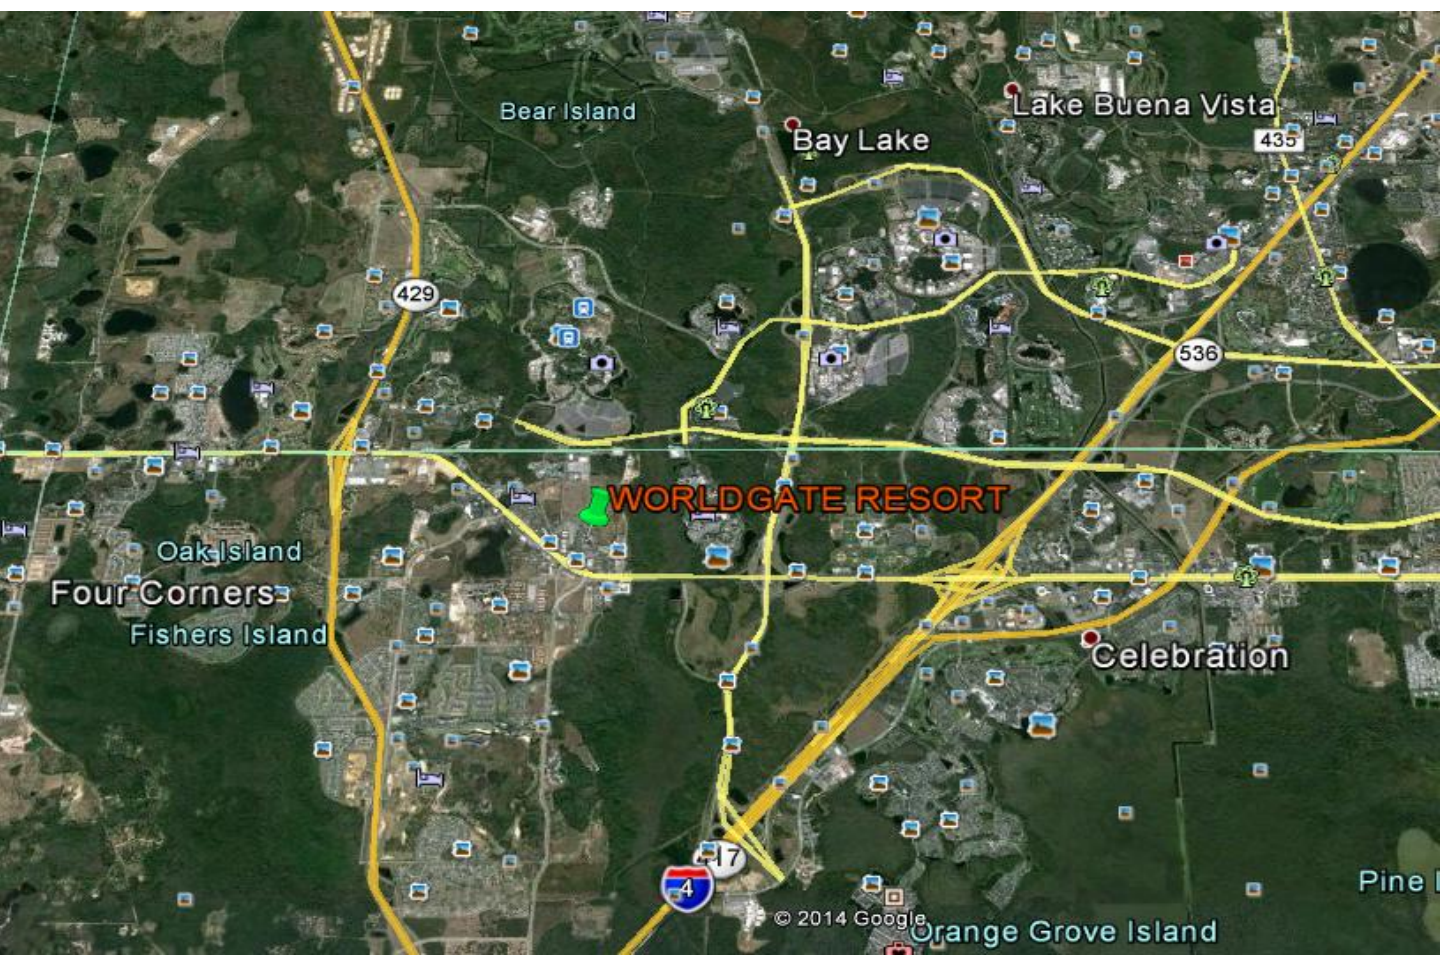 Bear Island
Lake Buena Vista
Bay Lake
435
429
536
WORLDGATE RESORT
Oak Island
Four Corners
Fishers Island
Celebration
417
4
Pine I
© 2014 Google
Orange Grove Island